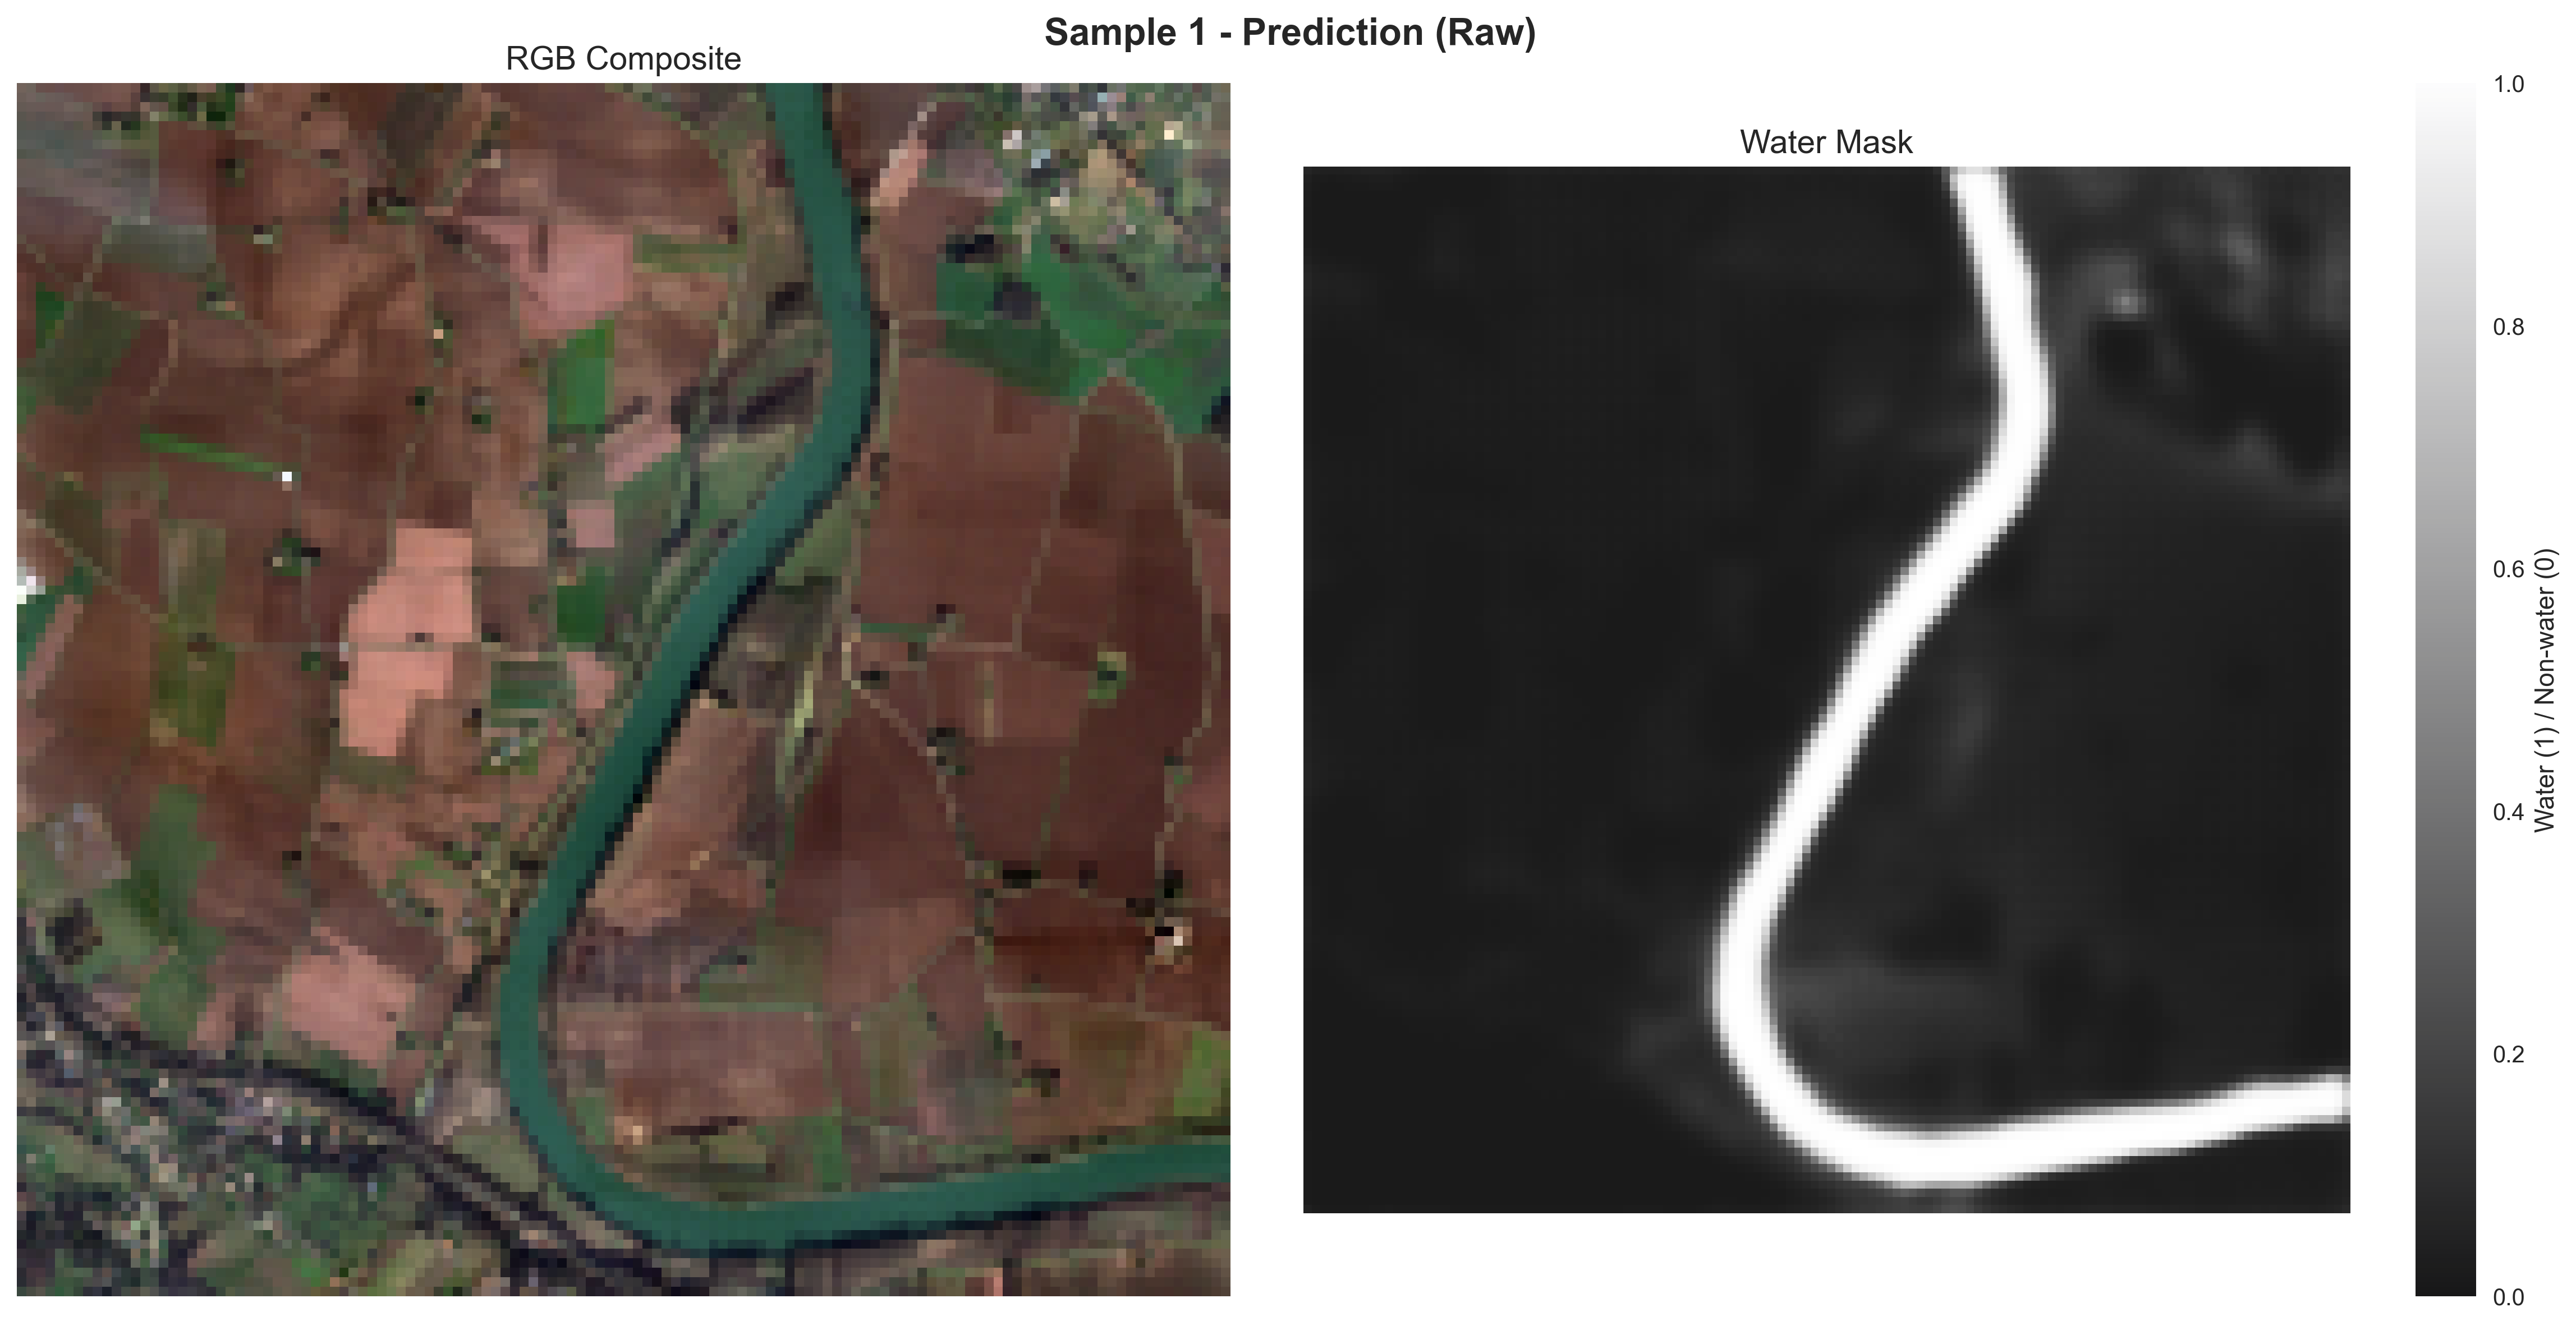 Sample 1 - Prediction (Raw)
RGB Composite
Water Mask
1.0
0.8
0.6
0.4
0.2
0.0
Water (1) / Non-water (0)